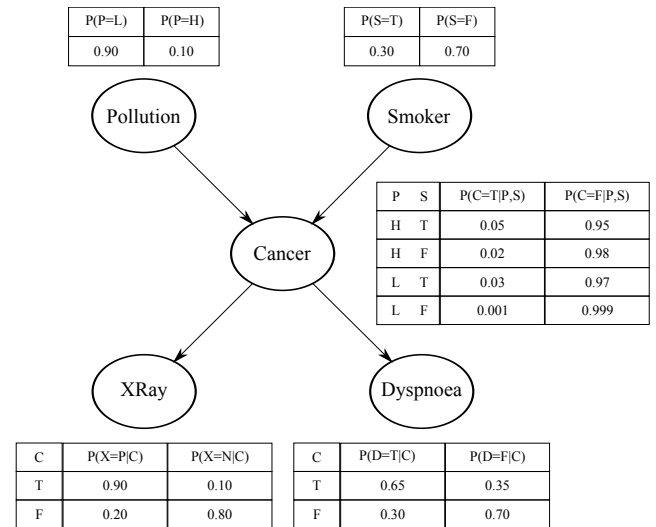 P(P=L) P(P=H)
0.90 0.10
P(S=T) P(S=F)
0.30 0.70
Pollution
Smoker
P S P(C=T|P,S) P(C=F|P,S)
H T 0.05 0.95
H F 0.02 0.98
L T 0.03 0.97
L F 0.001 0.999
Cancer
XRay
Dyspnoea
C P(X=P|C) P(X=N|C)
T 0.90 0.10
F 0.20 0.80
C P(D=T|C) P(D=F|C)
T 0.65 0.35
F 0.30 0.70